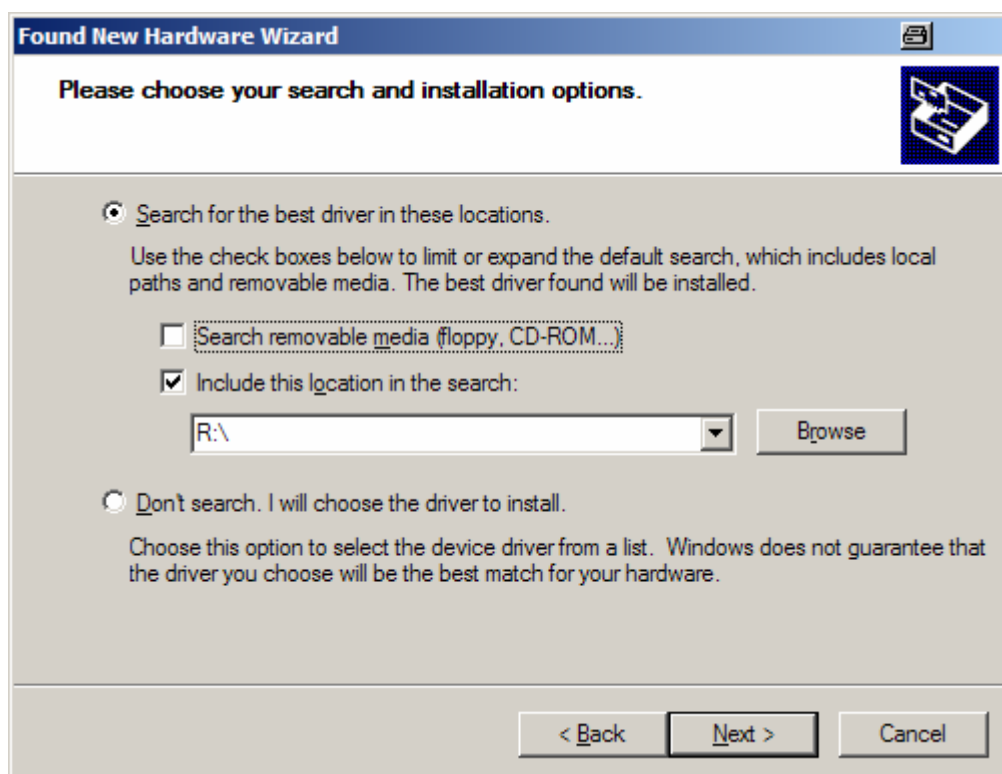 Found New Hardware Wizard
Please choose your search and installation options.
Search for the best driver in these locations.
Use the check boxes below to limit or expand the default search, which includes local
paths and removable media. The best driver found will be installed.
Search removable media (floppy, CD-ROM...)
Include this location in the search:
R:\
Browse
Don't search. I will choose the driver to install.
Choose this option to select the device driver from a list. Windows does not guarantee that
the driver you choose will be the best match for your hardware.
< Back Next > Cancel